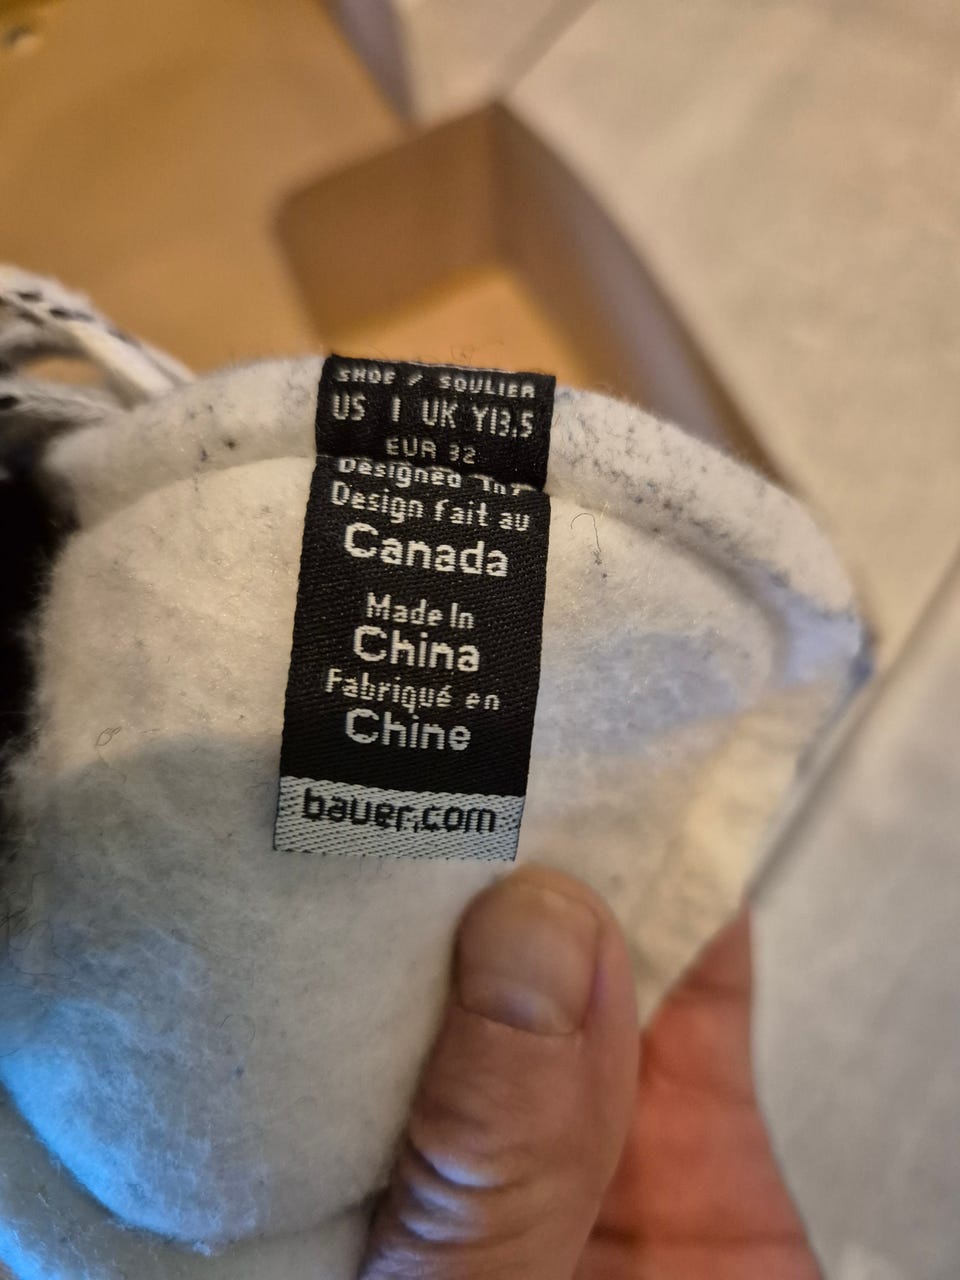 SHOE / SOULIER
US 1 UK Y13.5
EUR 32
Designed In/
Design fait au
Canada
Made In
China
Fabriqué en
Chine
bauer.com